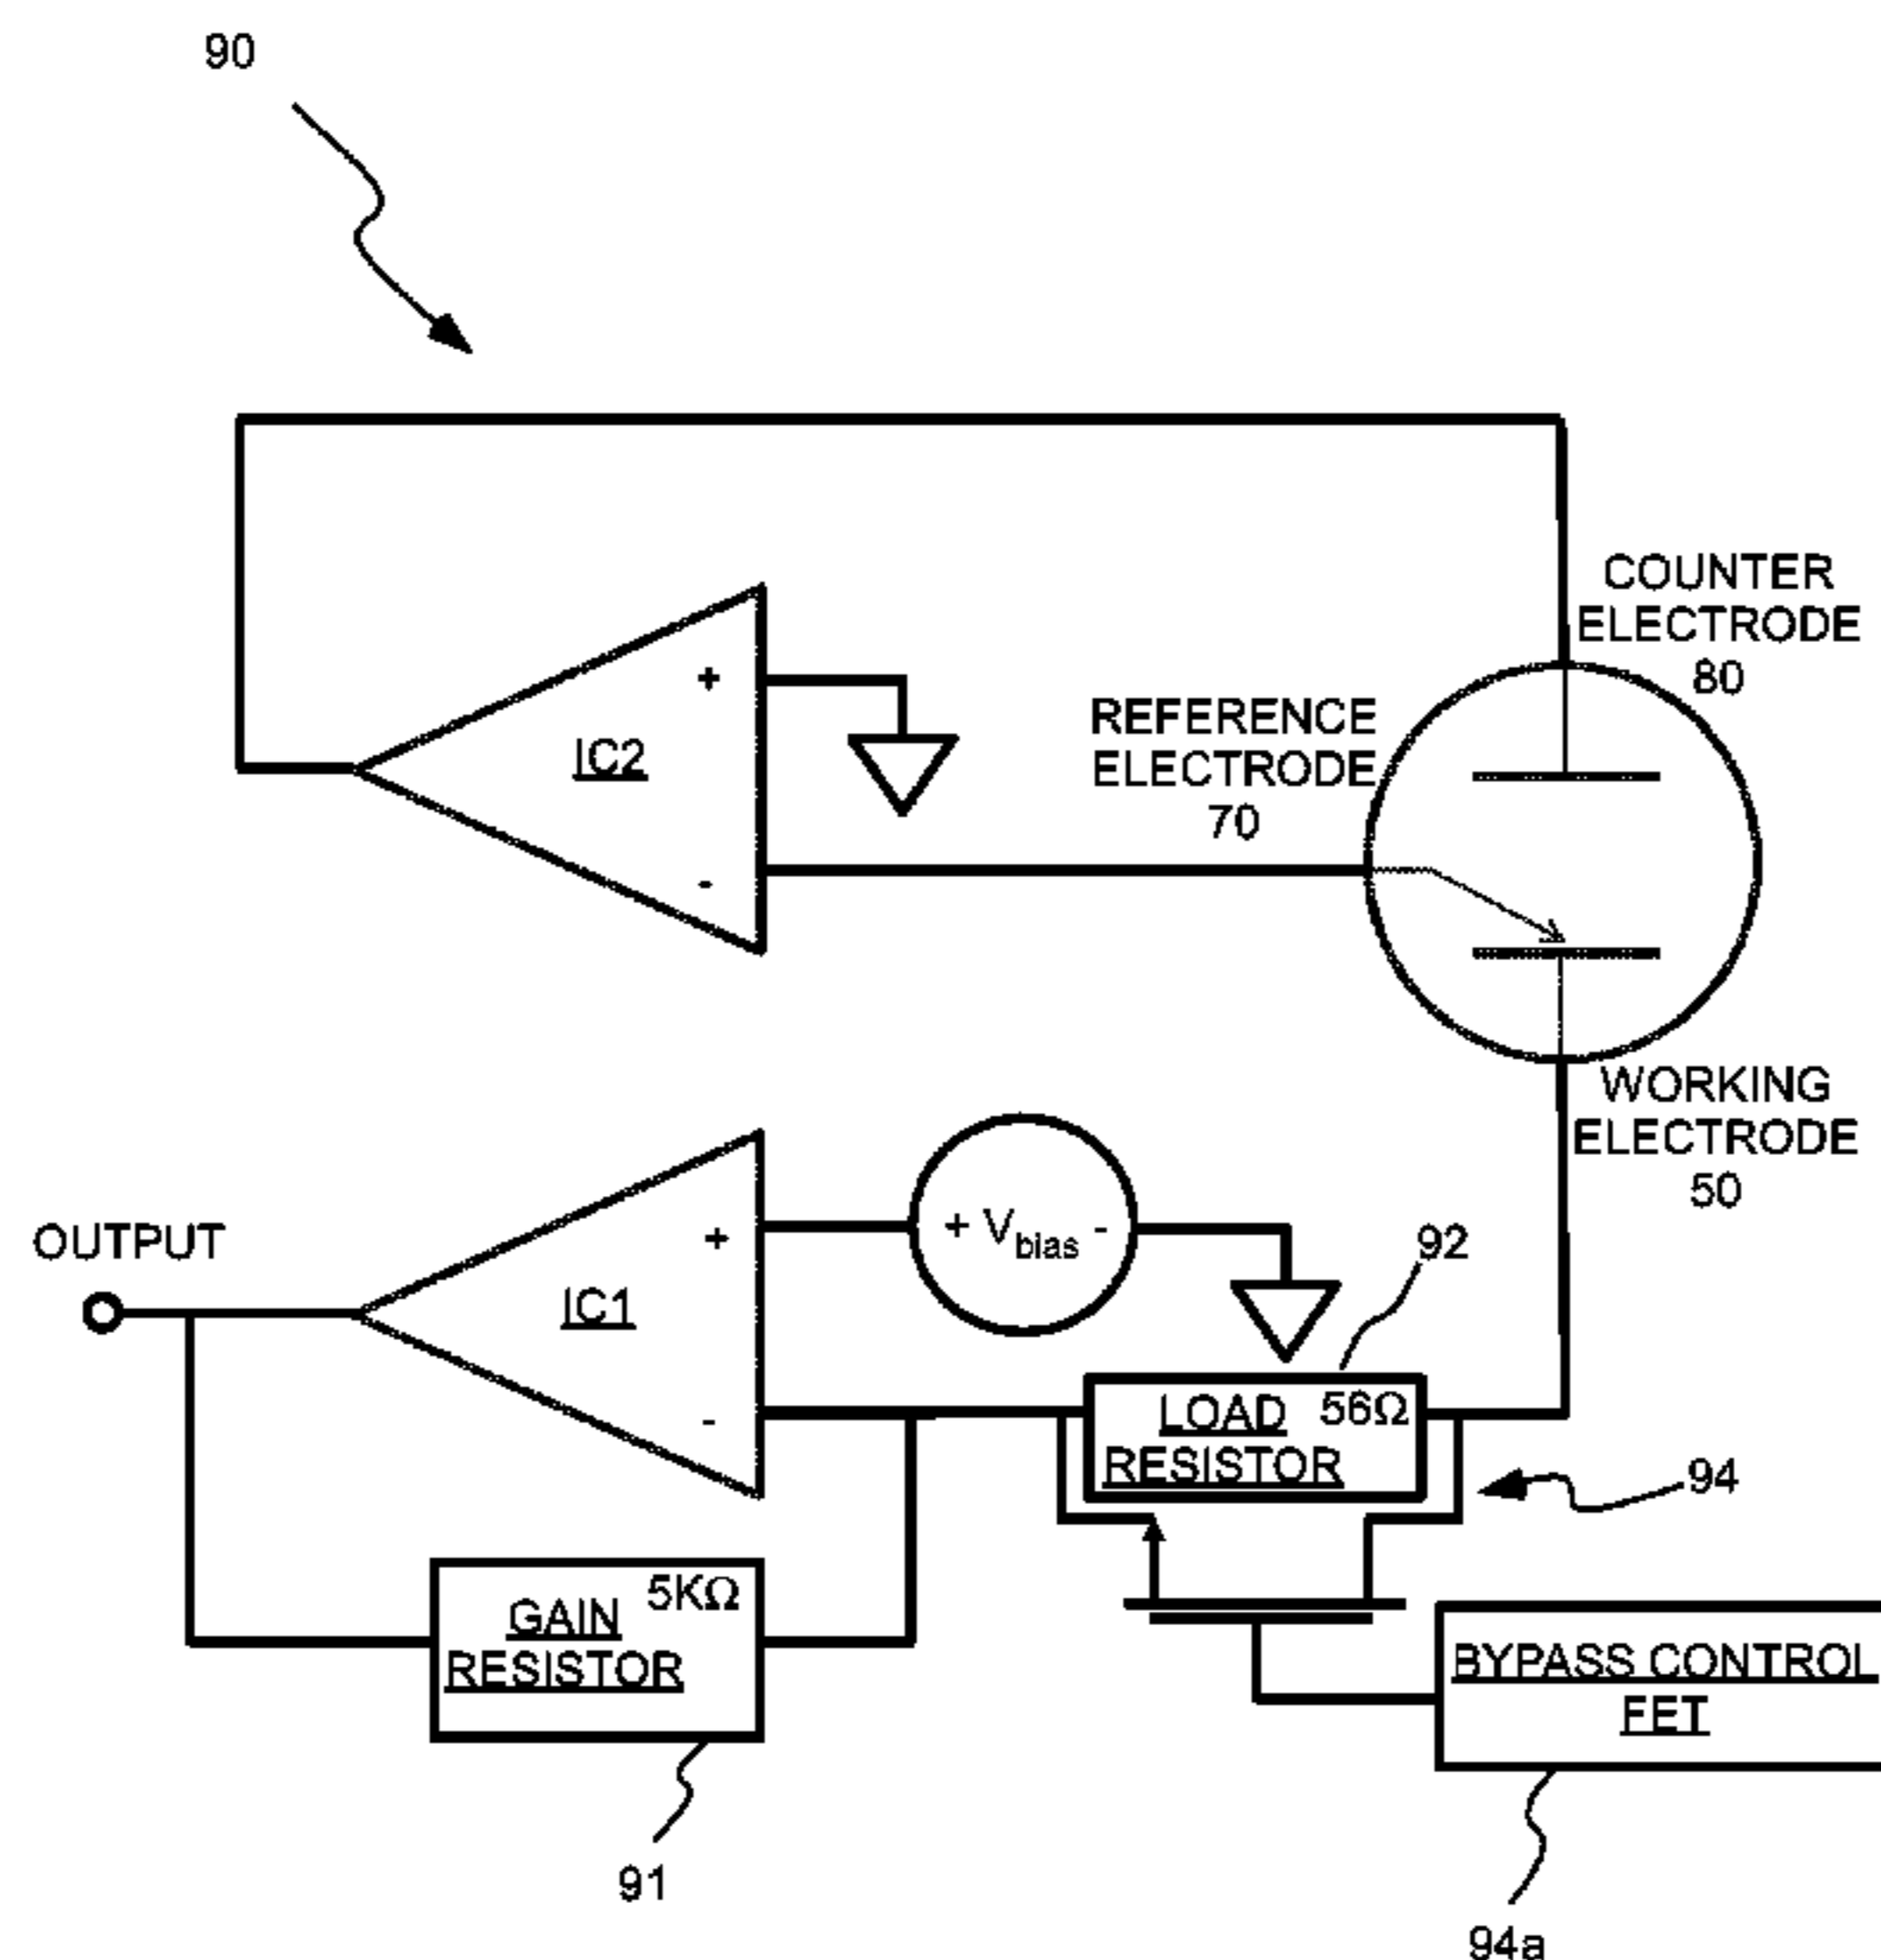 90
COUNTER
ELECTRODE
80
+
IC2
-
REFERENCE
ELECTRODE
70
WORKING
ELECTRODE
50
OUTPUT
+
IC1
-
+ Vbias -
92
LOAD
RESISTOR
56Ω
94
GAIN
RESISTOR
5KΩ
BYPASS CONTROL
FET
91
94a